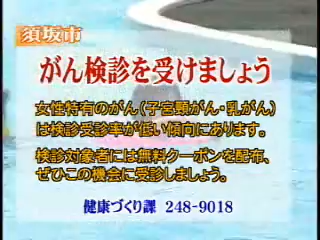 須坂市
がん検診を受けましょう
女性特有のがん(子宮頸がん・乳がん)
は検診受診率が低い傾向にあります。
検診対象者には無料クーポンを配布、
ぜひこの機会に受診しましょう。
健康づくり課 248-9018